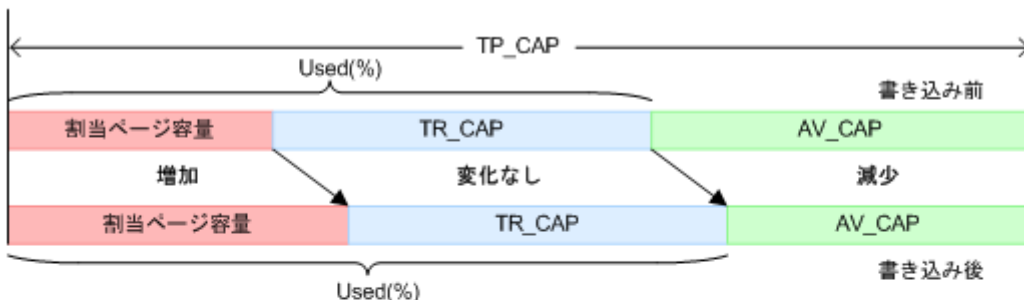 TP_CAP
Used(%)
書き込み前
割当ページ容量 TR_CAP AV_CAP
増加 変化なし 減少
割当ページ容量 TR_CAP AV_CAP
書き込み後
Used(%)